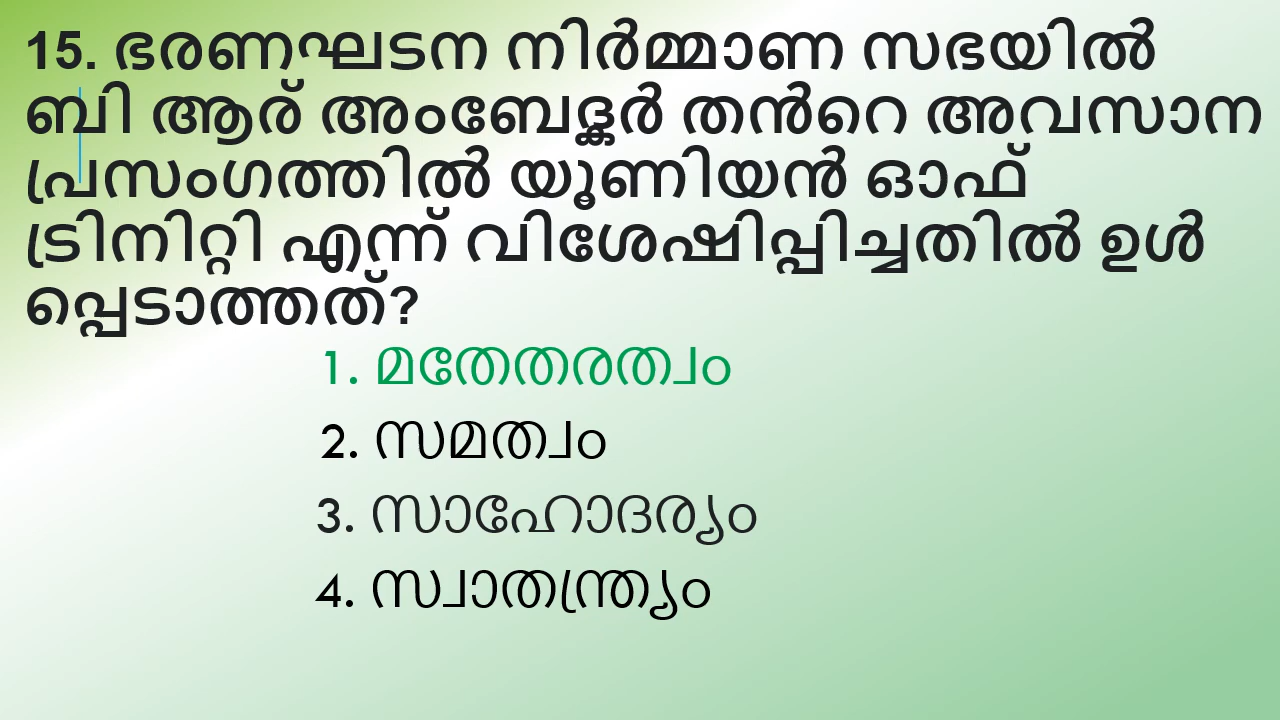 15. ഭരണഘടന നിർമ്മാണ സഭയിൽ
ബി ആര് അംബേദ്കർ തൻറെ അവസാന
പ്രസംഗത്തിൽ യൂണിയൻ ഓഫ്
ട്രിനിറ്റി എന്ന് വിശേഷിപ്പിച്ചതിൽ ഉൾ
പ്പെടാത്തത്?
1. മതേതരത്വം
2. സമത്വം
3. സാഹോദര്യം
4. സ്വാതന്ത്ര്യം